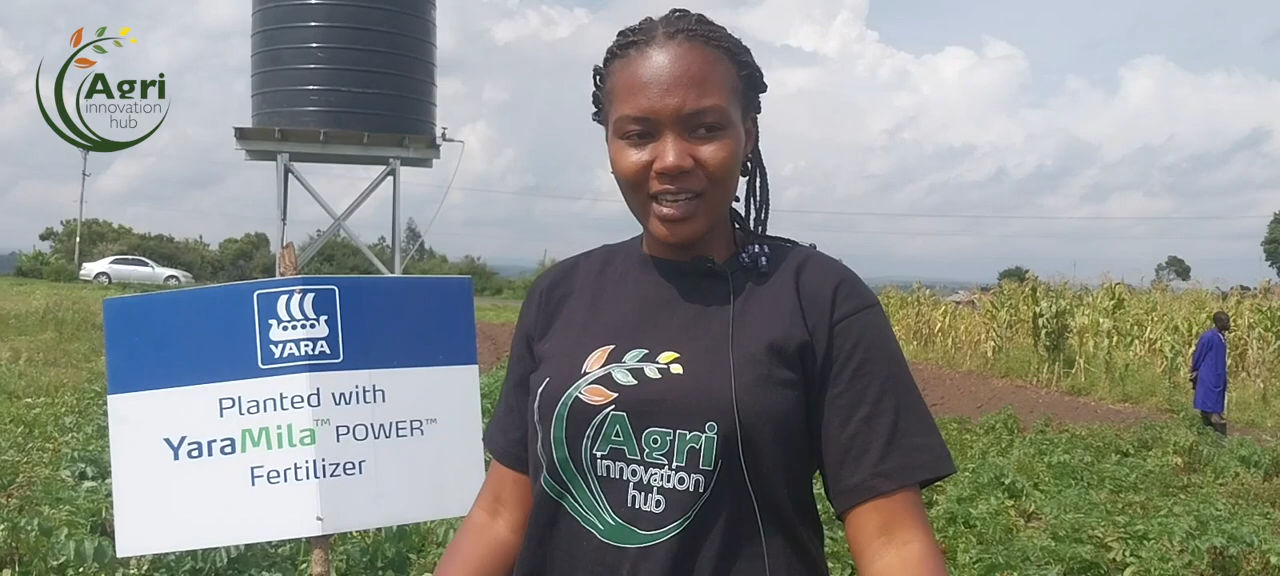 Agri
innovation
hub
YARA
Planted with
YaraMila™ POWER™
Fertilizer
Agri
innovation
hub